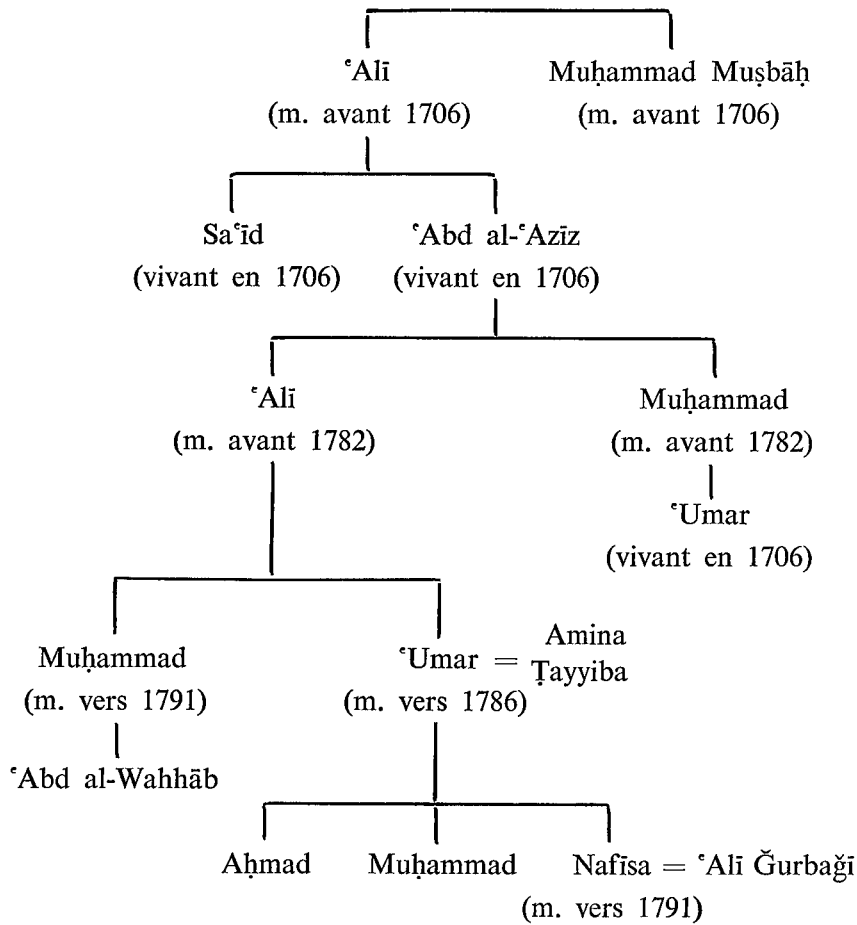 ʿAlī Muḥammad Muṣbāḥ
(m. avant 1706) (m. avant 1706)
Saʿīd ʿAbd al-ʿAzīz
(vivant en 1706) (vivant en 1706)
ʿAlī Muḥammad
(m. avant 1782) (m. avant 1782)
ʿUmar
(vivant en 1706)
Muḥammad ʿUmar = Amina
Ṭayyiba
(m. vers 1791) (m. vers 1786)
ʿAbd al-Wahhāb
Aḥmad Muḥammad Nafīsa = ʿAlī Ǧurbaǧī
(m. vers 1791)